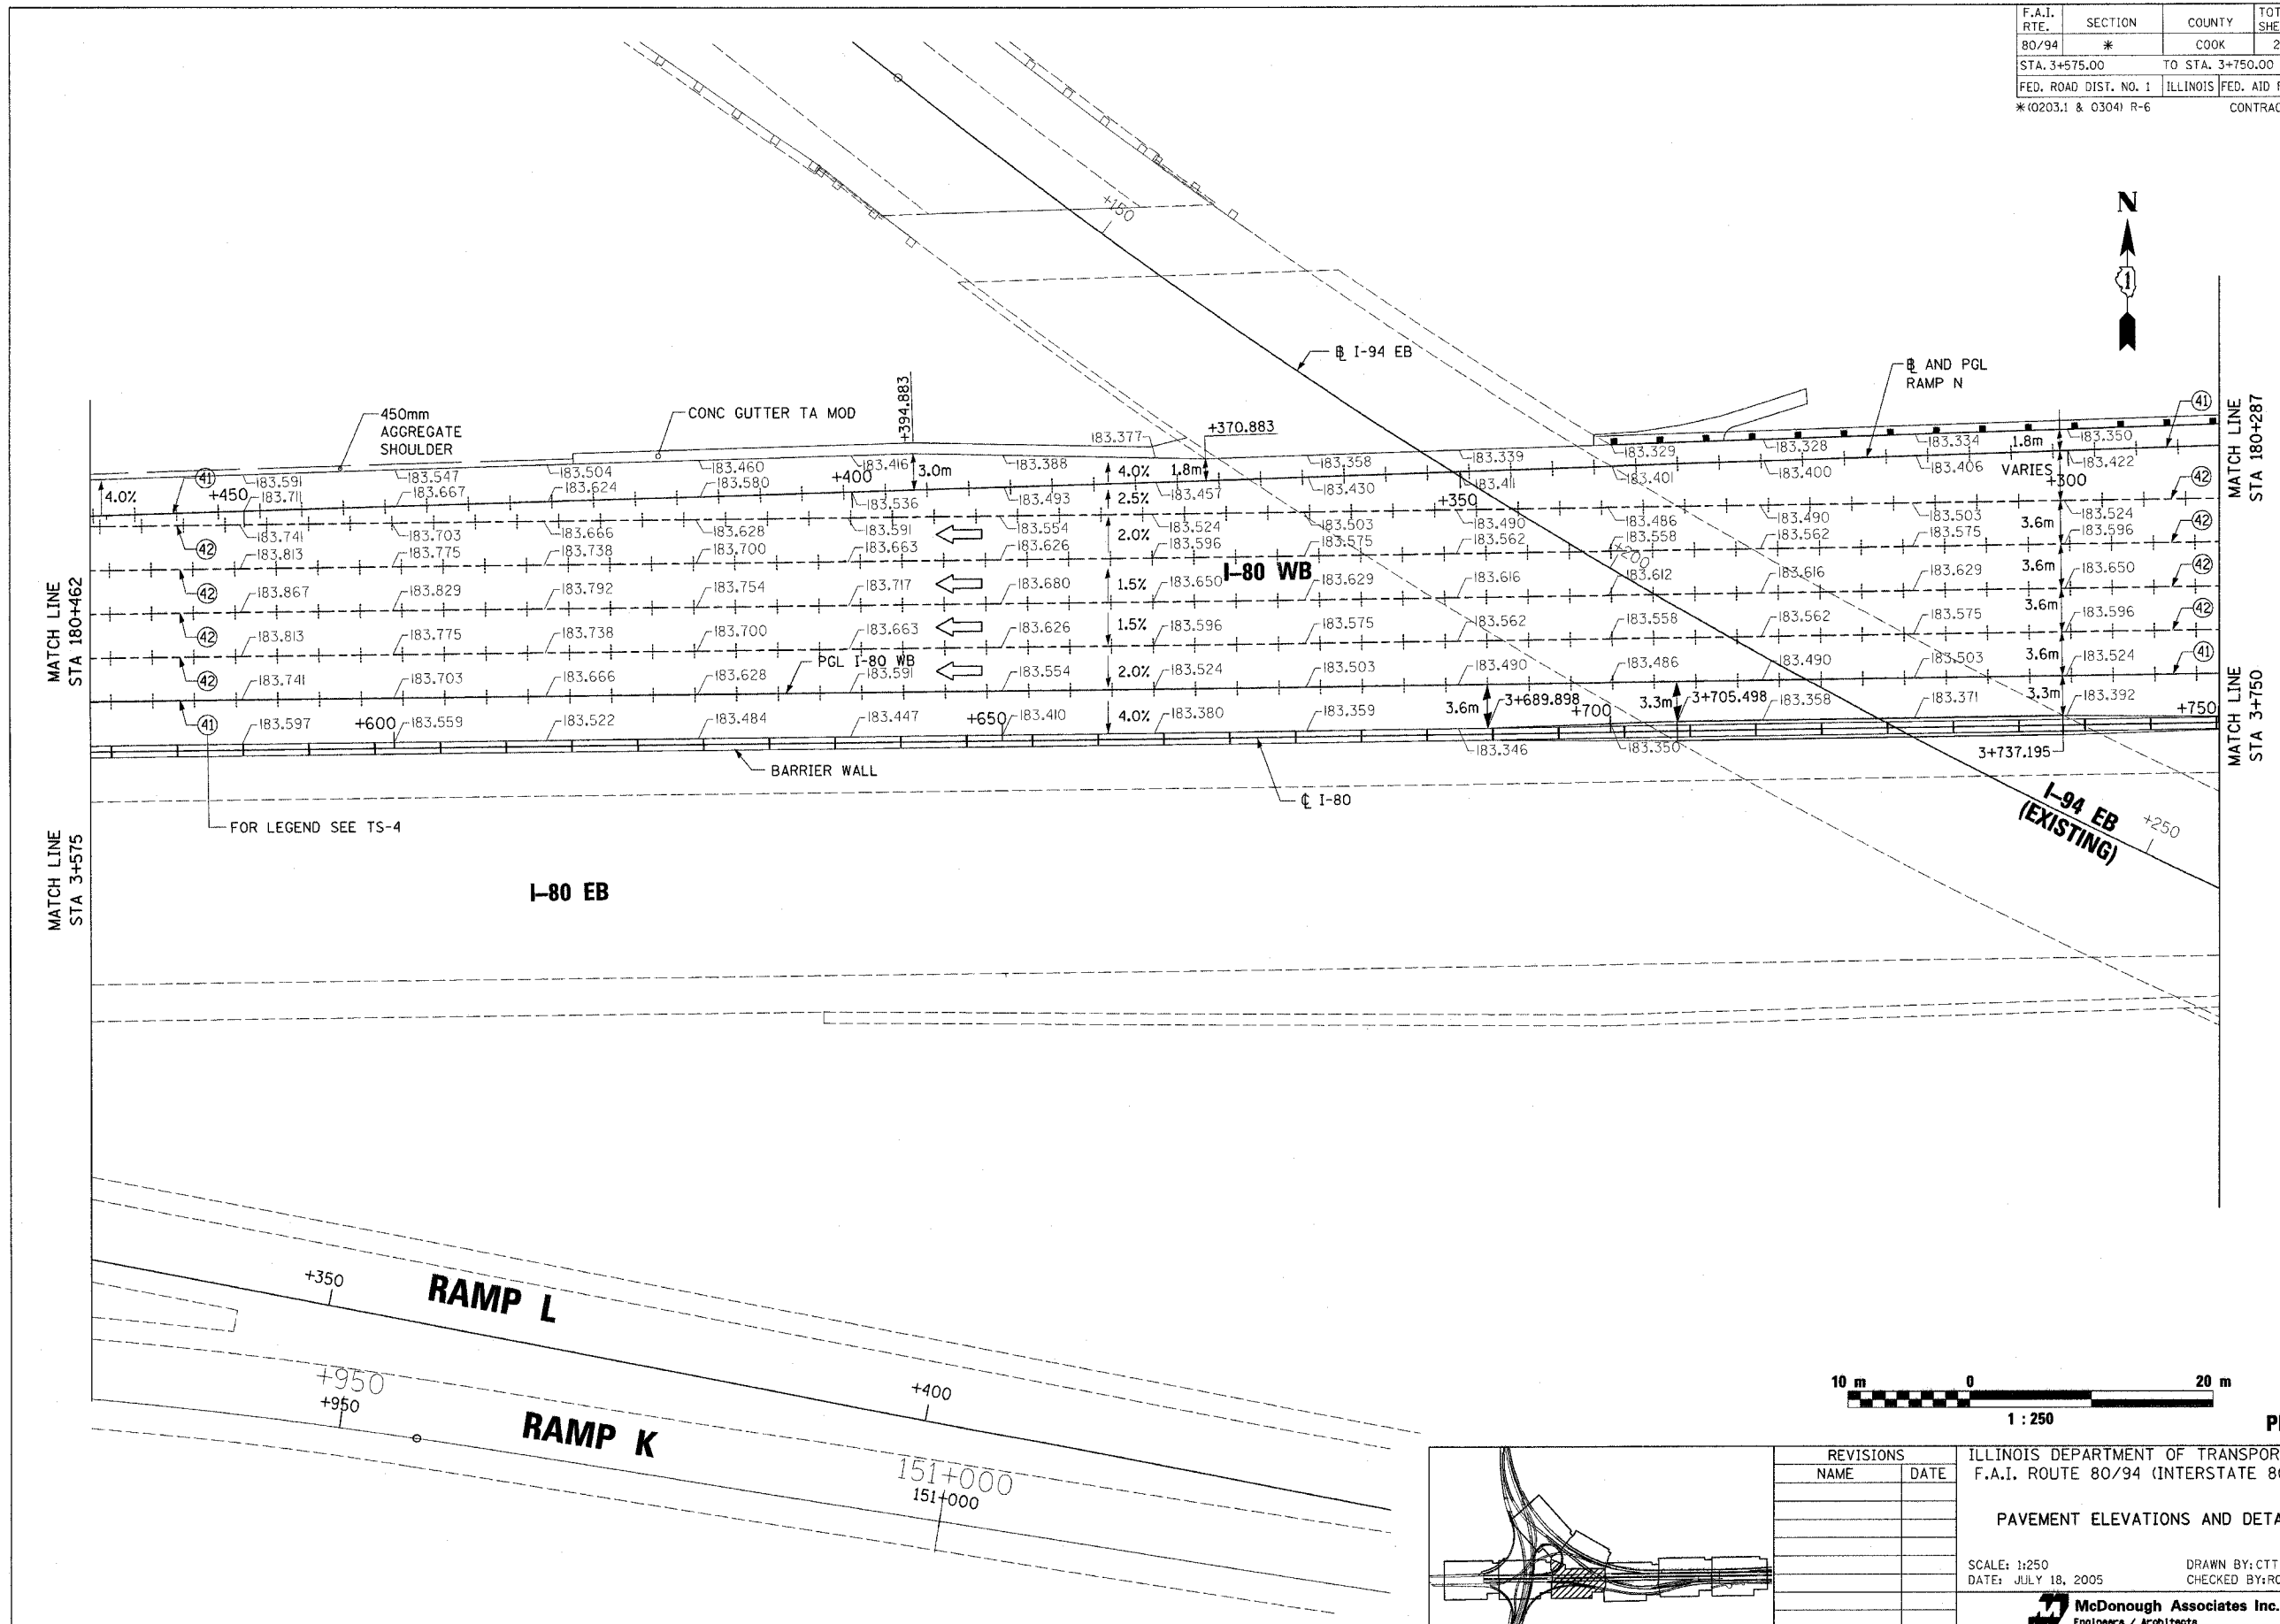 F.A.I. RTE. SECTION COUNTY
80/94 * COOK
STA. 3+575.00 TO STA. 3+750.00
FED. ROAD DIST. NO. 1 ILLINOIS FED. AID
*(0203.1 & 0304) R-6
N
1
+150
℄ I-94 EB
AND PGL
RAMP N
450mm
AGGREGATE
SHOULDER
CONC GUTTER TA MOD
+394.883
183.377
+370.883
MATCH LINE
STA 180+287
183.591 183.547 183.504 183.460 183.416 3.0m 183.388 4.0% 1.8m 183.358 183.339 183.329 183.328 183.334 1.8m 183.350 41
4.0% 41 +450 183.711 183.667 183.624 183.580 +400 183.536 183.493 2.5% 183.457 183.430 +350 183.411 183.401 183.400 183.406 VARIES 183.422 +300 42
183.741 183.703 183.666 183.628 183.591 183.554 2.0% 183.524 183.503 183.490 183.486 183.490 183.503 3.6m 183.524 42
42 183.813 183.775 183.738 183.700 183.663 183.626 183.596 183.575 183.562 183.558 183.562 183.575 183.596
+200
I-80 WB
42 183.867 183.829 183.792 183.754 183.717 183.680 1.5% 183.650 183.629 183.616 183.612 183.616 183.629 3.6m 183.650 42
42 183.813 183.775 183.738 183.700 183.663 183.626 1.5% 183.596 183.575 183.562 183.558 183.562 183.575 3.6m 183.596 42
PGL I-80 WB
42 183.741 183.703 183.666 183.628 183.591 183.554 2.0% 183.524 183.503 183.490 183.486 183.490 183.503 3.6m 183.524 41
41 183.597 +600 183.559 183.522 183.484 183.447 +650 183.410 4.0% 183.380 183.359 3.6m 3+689.898 +700 3.3m 3+705.498 183.358 183.371 3.3m 183.392 +750
183.346 183.350 3+737.195
MATCH LINE
STA 180+462
MATCH LINE
STA 3+750
BARRIER WALL
℄ I-80
FOR LEGEND SEE TS-4
I-94 EB
(EXISTING)
+250
MATCH LINE
STA 3+575
I-80 EB
+350
RAMP L
+400
+950
+950
RAMP K
151+000
151+000
10 m 0 20 m
1 : 250
REVISIONS
NAME DATE
ILLINOIS DEPARTMENT OF
F.A.I. ROUTE 80/94 (INTERSTATE
PAVEMENT ELEVATIONS AND
SCALE: 1:250 DRAWN BY: CTT
DATE: JULY 18, 2005 CHECKED BY:
McDonough Associates Inc.
Engineers / Architects